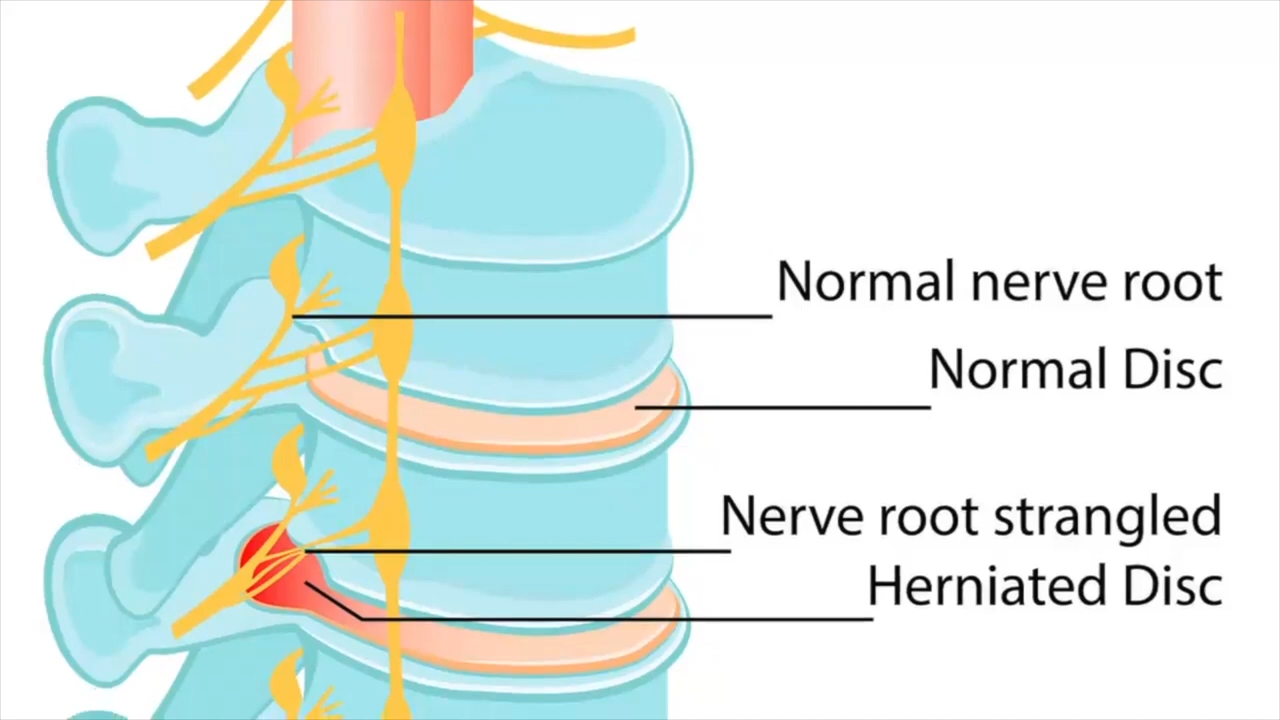 Normal nerve root
Normal Disc
Nerve root strangled
Herniated Disc